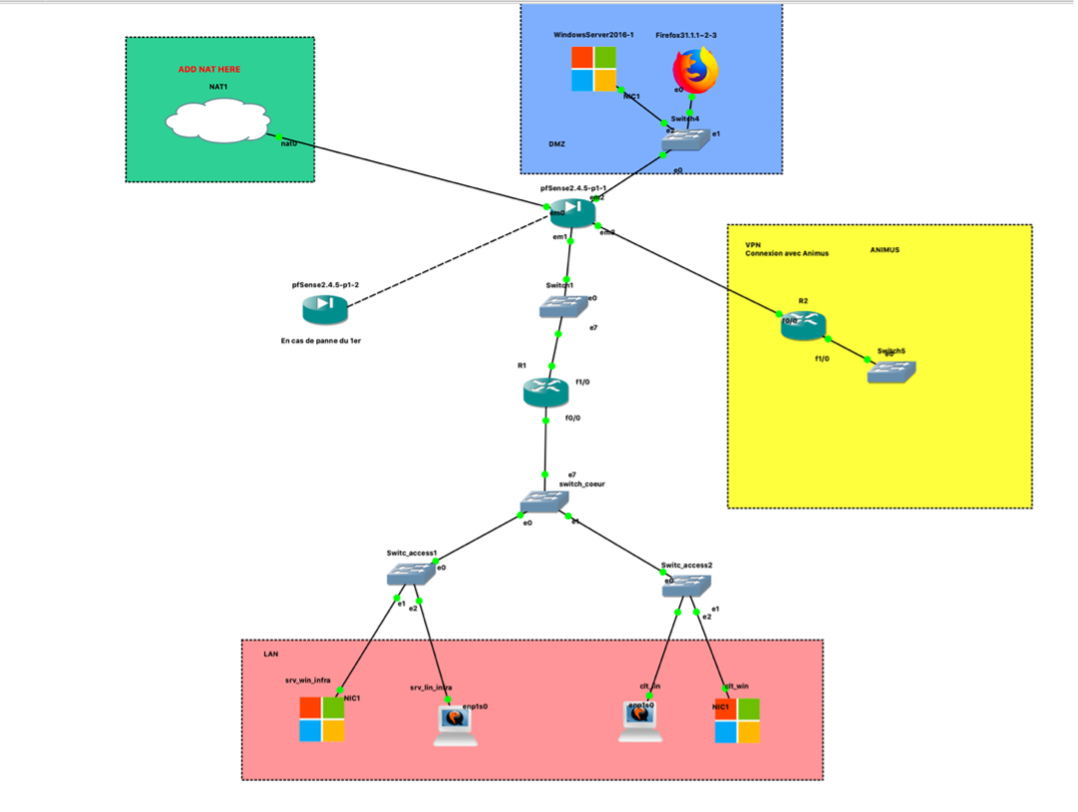 WindowsServer2016-1
Firefox31.1.1~2-3
ADD NAT HERE
NAT1
e0
NIC1
Switch4
e2
e1
nat0
DMZ
e0
pfSense2.4.5-p1-1
em2
em0
em1
VPN
Connexion avec Animus
ANIMUS
pfSense2.4.5-p1-2
Switch1
e0
R2
f0/0
e7
En cas de panne du 1er
Switch5
e0
f1/0
R1
f1/0
f0/0
e7
switch_coeur
e0
e1
Switc_access1
e0
Switc_access2
e0
e1
e2
e1
e2
LAN
srv_win_infra
NIC1
srv_lin_infra
enp1s0
clt_lin
enp1s0
clt_win
NIC1